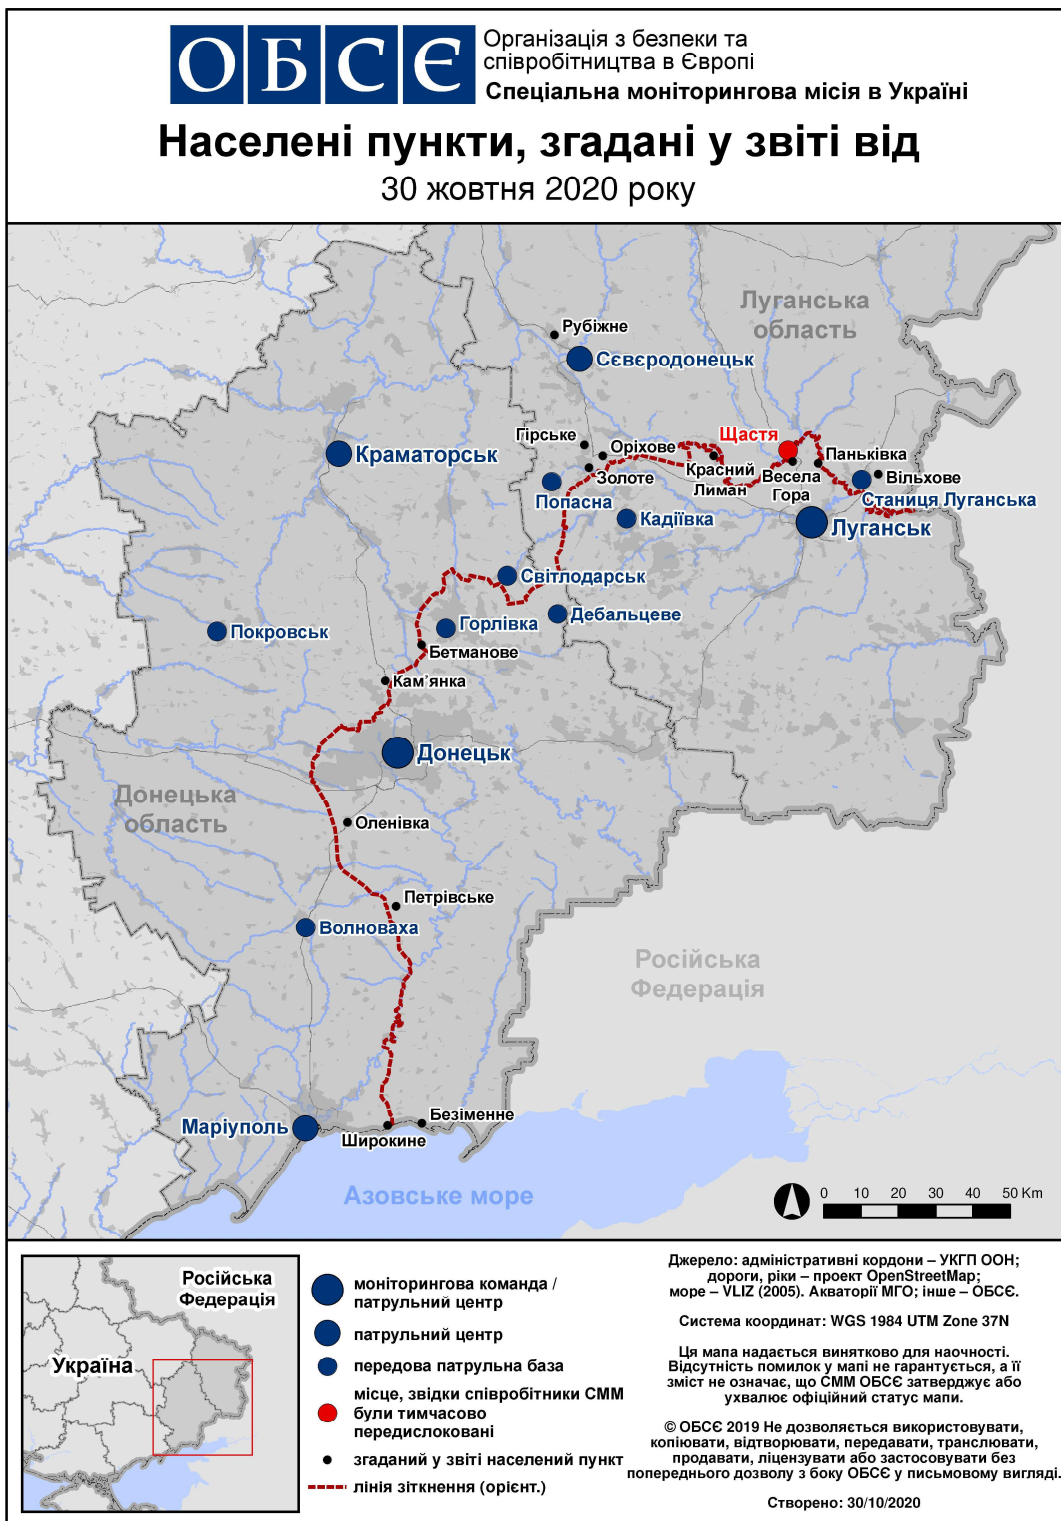 ОБСЄ
Організація з безпеки та
співробітництва в Європі
Спеціальна моніторингова місія в Україні
Населені пункти, згадані у звіті від
30 жовтня 2020 року
Луганська
область
Рубіжне
Сєвєродонецьк
Щастя
Гірське
Оріхове
Краматорськ
Паньківка
Золоте
Красний
Лиман
Весела
Гора
Вільхове
Попасна
Станиця Луганська
Кадіївка
Луганськ
Світлодарськ
Дебальцеве
Горлівка
Покровськ
Бетманове
Кам'янка
Донецьк
Донецька
область
Оленівка
Петрівське
Волноваха
Російська
Федерація
Безіменне
Маріуполь
Широкине
Азовське море
0 10 20 30 40 50 Km
Російська
Федерація
Україна
моніторингова команда /
патрульний центр
патрульний центр
передова патрульна база
місце, звідки співробітники СММ
були тимчасово
передислоковані
згаданий у звіті населений пункт
лінія зіткнення (орієнт.)
Джерело: адміністративні кордони – УКГП ООН;
дороги, ріки – проект OpenStreetMap;
море – VLIZ (2005). Акваторії МГО; інше – ОБСЄ.
Система координат: WGS 1984 UTM Zone 37N
Ця мапа надається винятково для наочності.
Відсутність помилок у мапі не гарантується, а її
зміст не означає, що СММ ОБСЄ затверджує або
ухвалює офіційний статус мапи.
© ОБСЄ 2019 Не дозволяється використовувати,
копіювати, відтворювати, передавати, транслювати,
продавати, ліцензувати або застосовувати без
попереднього дозволу з боку ОБСЄ у письмовому вигляді.
Створено: 30/10/2020